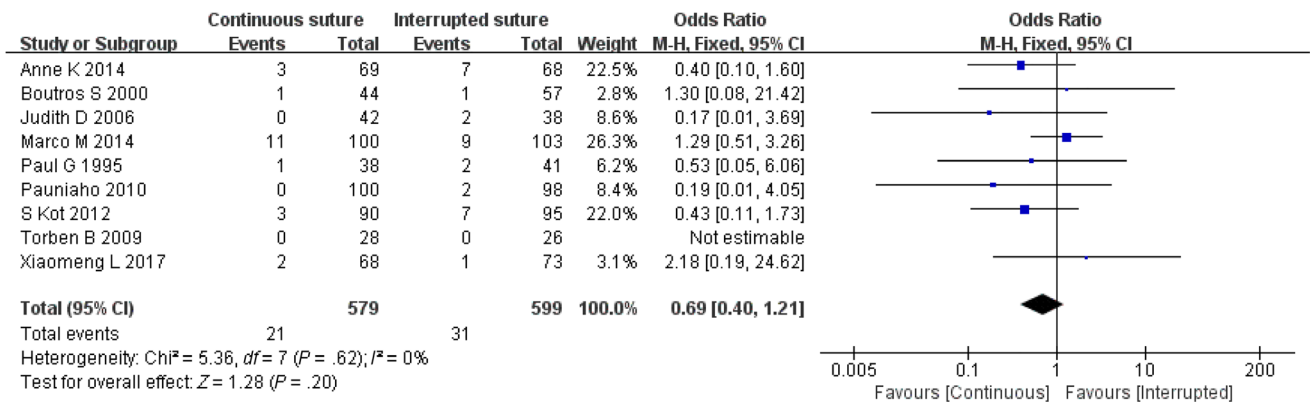 Continuous suture Interrupted suture Odds Ratio Odds Ratio
Study or Subgroup Events Total Events Total Weight M-H, Fixed, 95% CI M-H, Fixed, 95% CI
Anne K 2014 3 69 7 68 22.5% 0.40 [0.10, 1.60]
Boutros S 2000 1 44 1 57 2.8% 1.30 [0.08, 21.42]
Judith D 2006 0 42 2 38 8.6% 0.17 [0.01, 3.69]
Marco M 2014 11 100 9 103 26.3% 1.29 [0.51, 3.26]
Paul G 1995 1 38 2 41 6.2% 0.53 [0.05, 6.06]
Pauniaho 2010 0 100 2 98 8.4% 0.19 [0.01, 4.05]
S Kot 2012 3 90 7 95 22.0% 0.43 [0.11, 1.73]
Torben B 2009 0 28 0 26 Not estimable
Xiaomeng L 2017 2 68 1 73 3.1% 2.18 [0.19, 24.62]
Total (95% CI) 579 599 100.0% 0.69 [0.40, 1.21]
Total events 21 31
Heterogeneity: Chi² = 5.36, df = 7 (P = .62); I² = 0%
Test for overall effect: Z = 1.28 (P = .20)
0.005 0.1 1 10 200
Favours [Continuous] Favours [Interrupted]